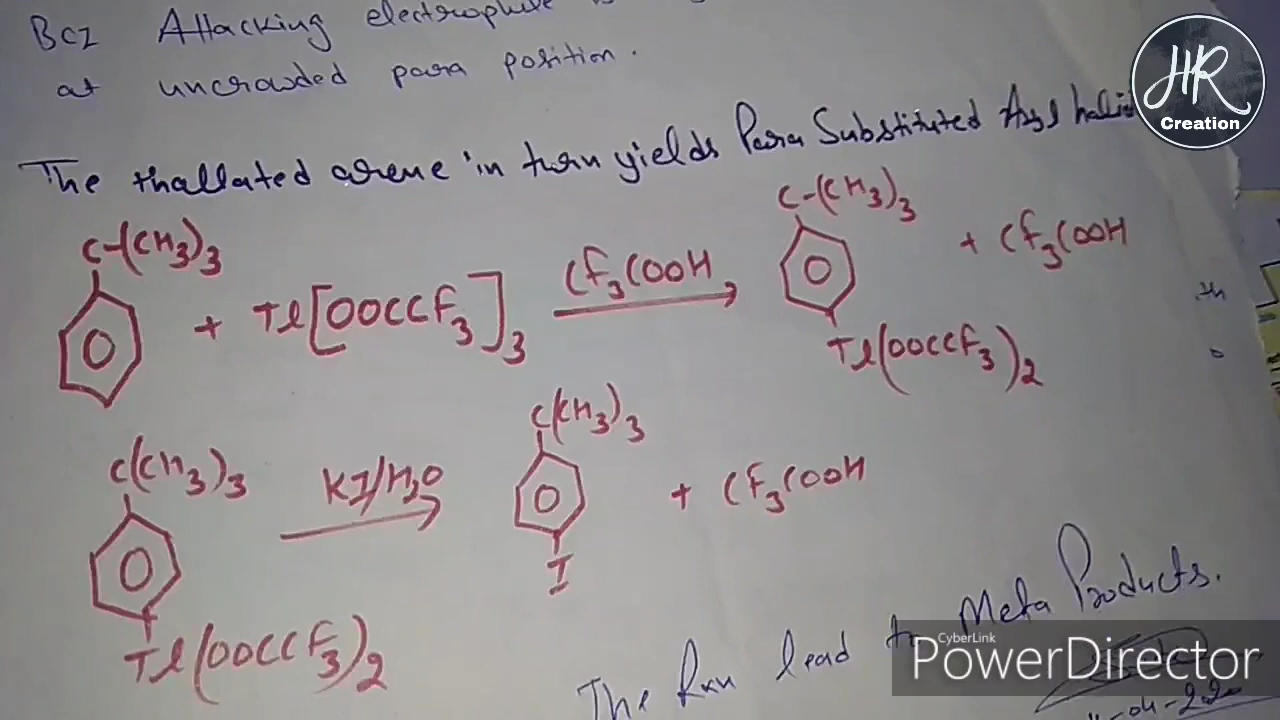 BCZ Attacking electrophile
at uncrowded para position.
The thallated arene in turn yields Para Substituted Aryl
C-(CH3)3
+ Tl[OOCCF3]3
CF3COOH
C-(CH3)3
+ CF3COOH
Tl(OOCCF3)2
C(CH3)3
KI/H2O
C(CH3)3
+ CF3COOH
I
Tl(OOCCF3)2
The Rxn lead to Meta Products.
HR
Creation
CyberLink
PowerDirector